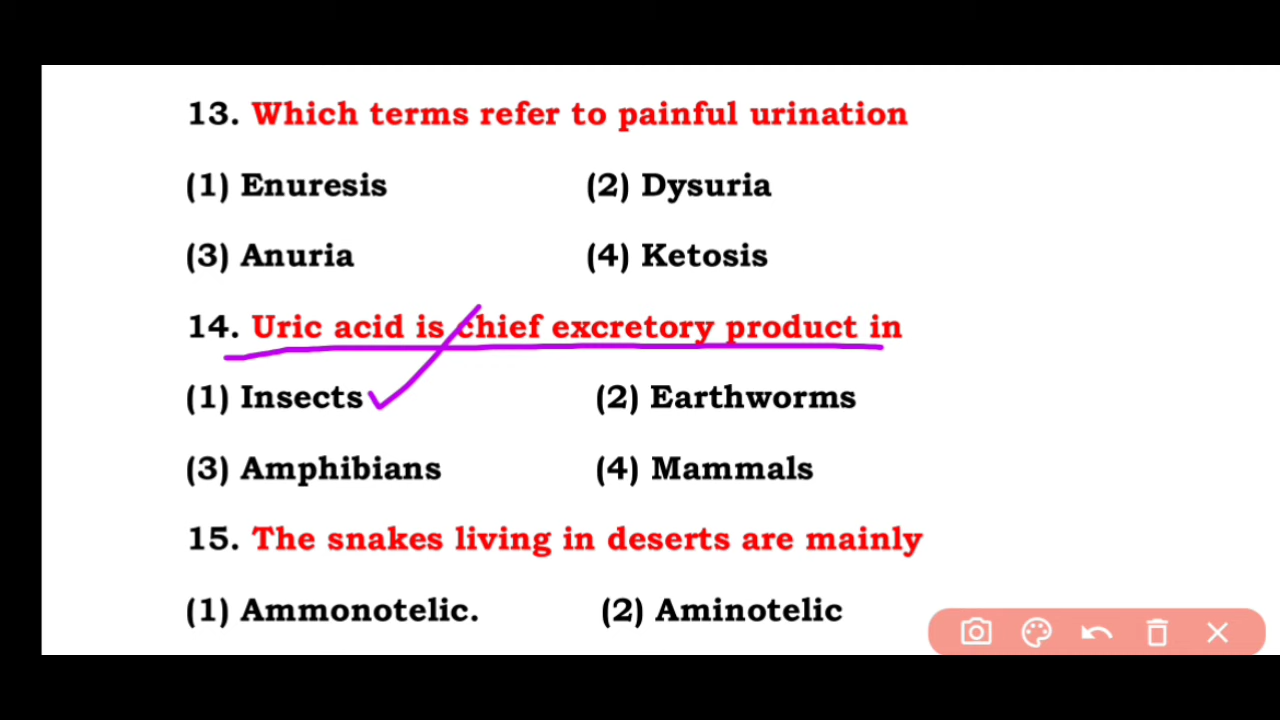 13. Which terms refer to painful urination
(1) Enuresis (2) Dysuria
(3) Anuria (4) Ketosis
14. Uric acid is chief excretory product in
(1) Insects (2) Earthworms
(3) Amphibians (4) Mammals
15. The snakes living in deserts are mainly
(1) Ammonotelic. (2) Aminotelic